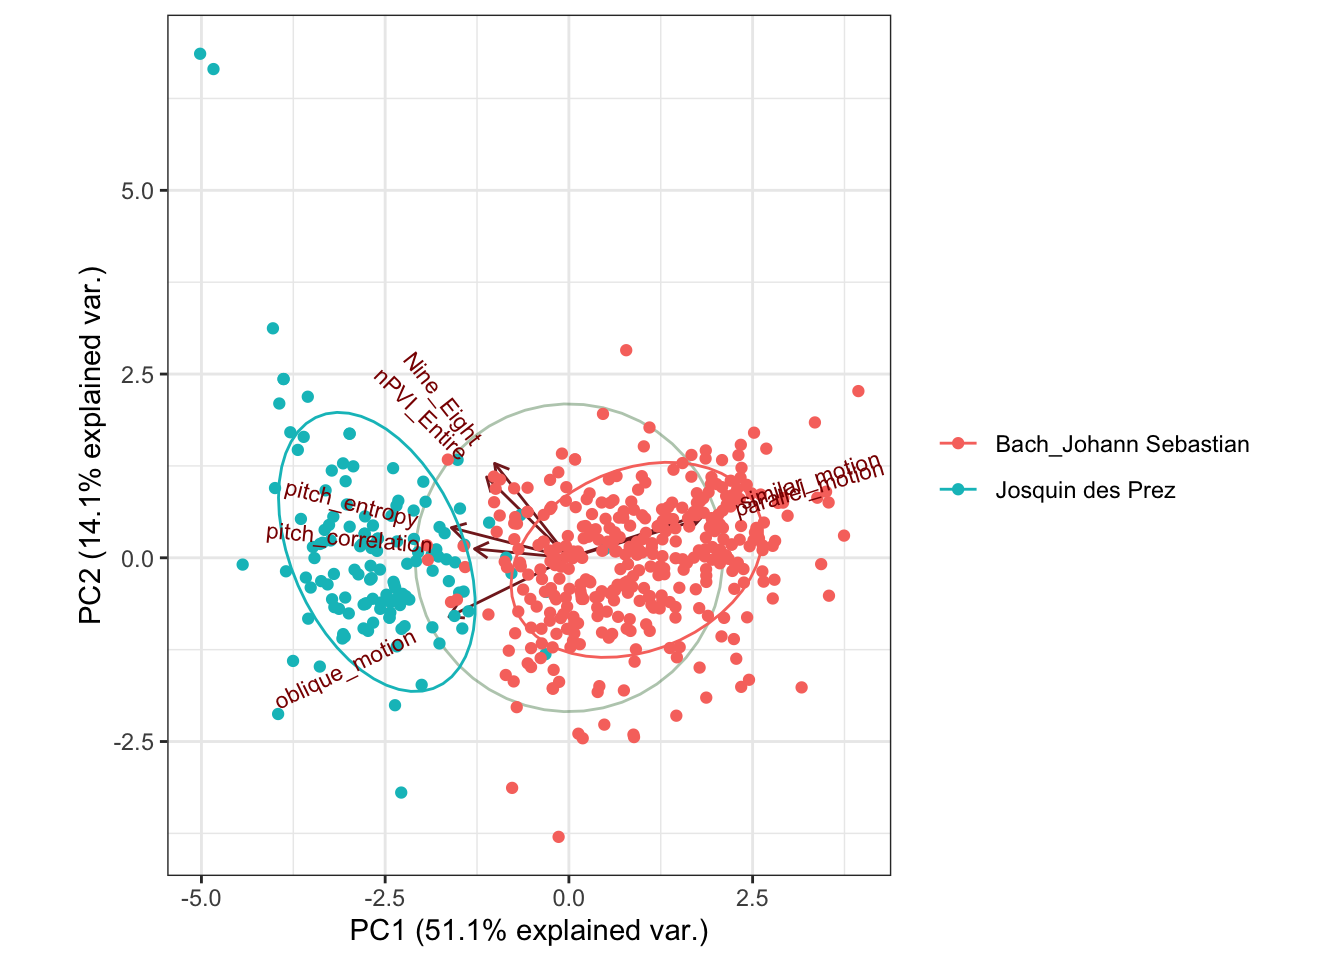 5.0
2.5
0.0
-2.5
PC2 (14.1% explained var.)
Nine_Eight
nPVI_Entire
pitch_entropy
pitch_correlation
oblique_motion
similar_motion
parallel_motion
-5.0
-2.5
0.0
2.5
PC1 (51.1% explained var.)
Bach_Johann Sebastian
Josquin des Prez